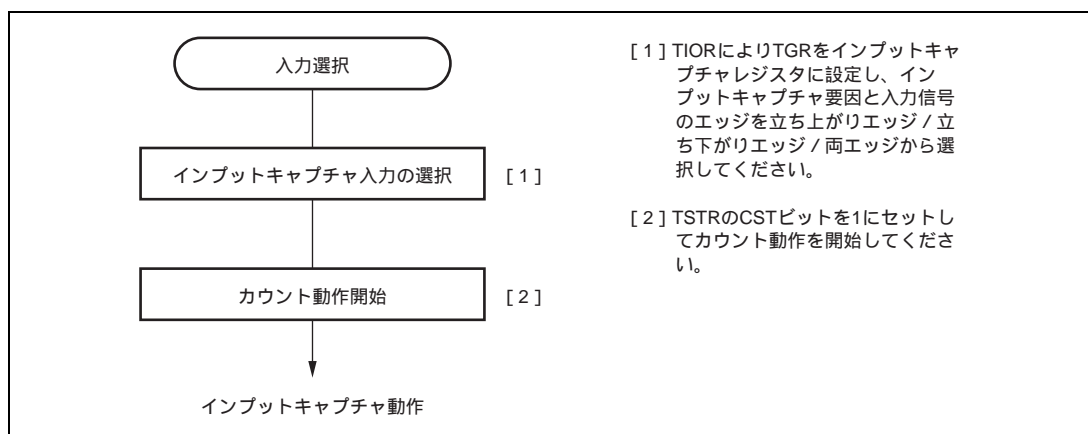 入力選択
インプットキャプチャ入力の選択 [1]
カウント動作開始 [2]
インプットキャプチャ動作
[1] TIORによりTGRをインプットキャ
プチャレジスタに設定し、イン
プットキャプチャ要因と入力信号
のエッジを立ち上がりエッジ/立
ち下がりエッジ/両エッジから選
択してください。
[2] TSTRのCSTビットを1にセットし
てカウント動作を開始してくださ
い。